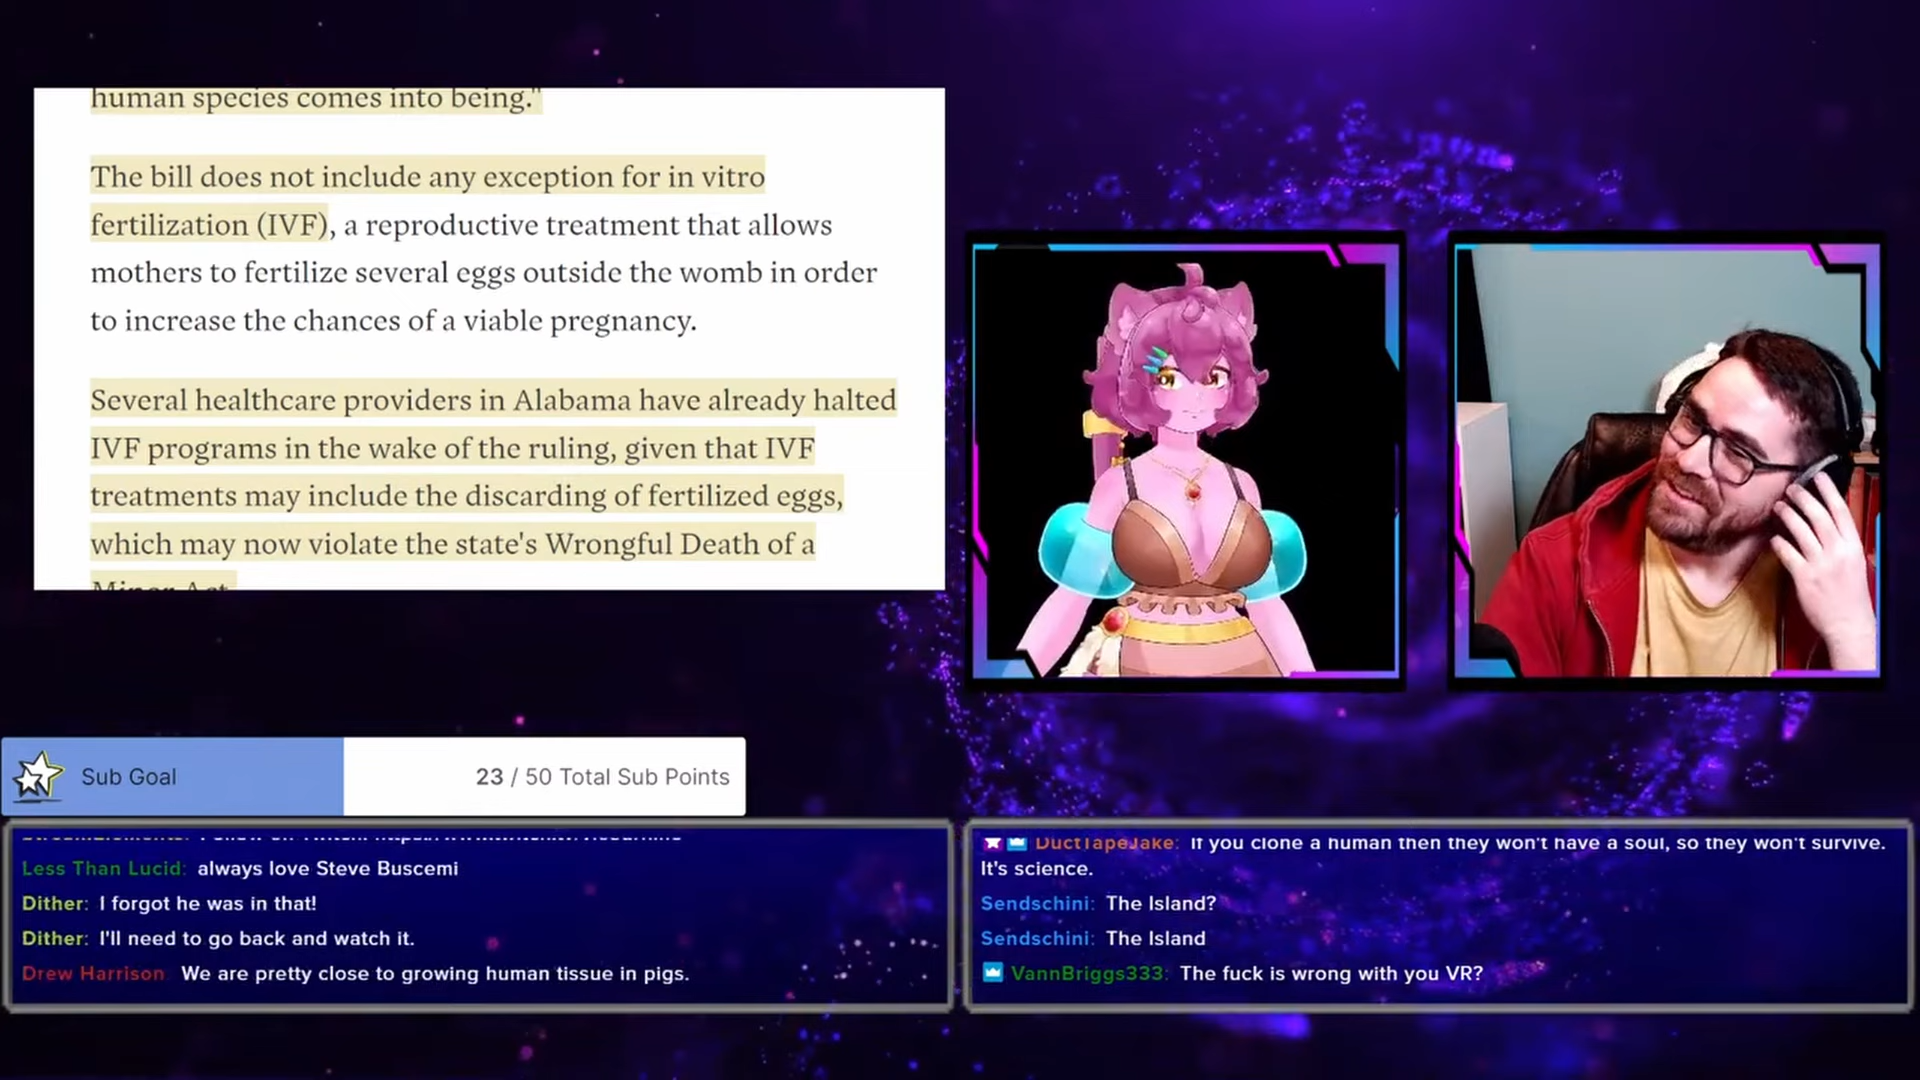 human species comes into being."
The bill does not include any exception for in vitro
fertilization (IVF), a reproductive treatment that allows
mothers to fertilize several eggs outside the womb in order
to increase the chances of a viable pregnancy.
Several healthcare providers in Alabama have already halted
IVF programs in the wake of the ruling, given that IVF
treatments may include the discarding of fertilized eggs,
which may now violate the state's Wrongful Death of a
Minor Act.
Sub Goal
23 / 50 Total Sub Points
Less Than Lucid: always love Steve Buscemi
Dither: I forgot he was in that!
Dither: I'll need to go back and watch it.
Drew Harrison: We are pretty close to growing human tissue in pigs.
DuctTapeJake: If you clone a human then they won't have a soul, so they won't survive.
It's science.
Sendschini: The Island?
Sendschini: The Island
VannBriggs333: The fuck is wrong with you VR?